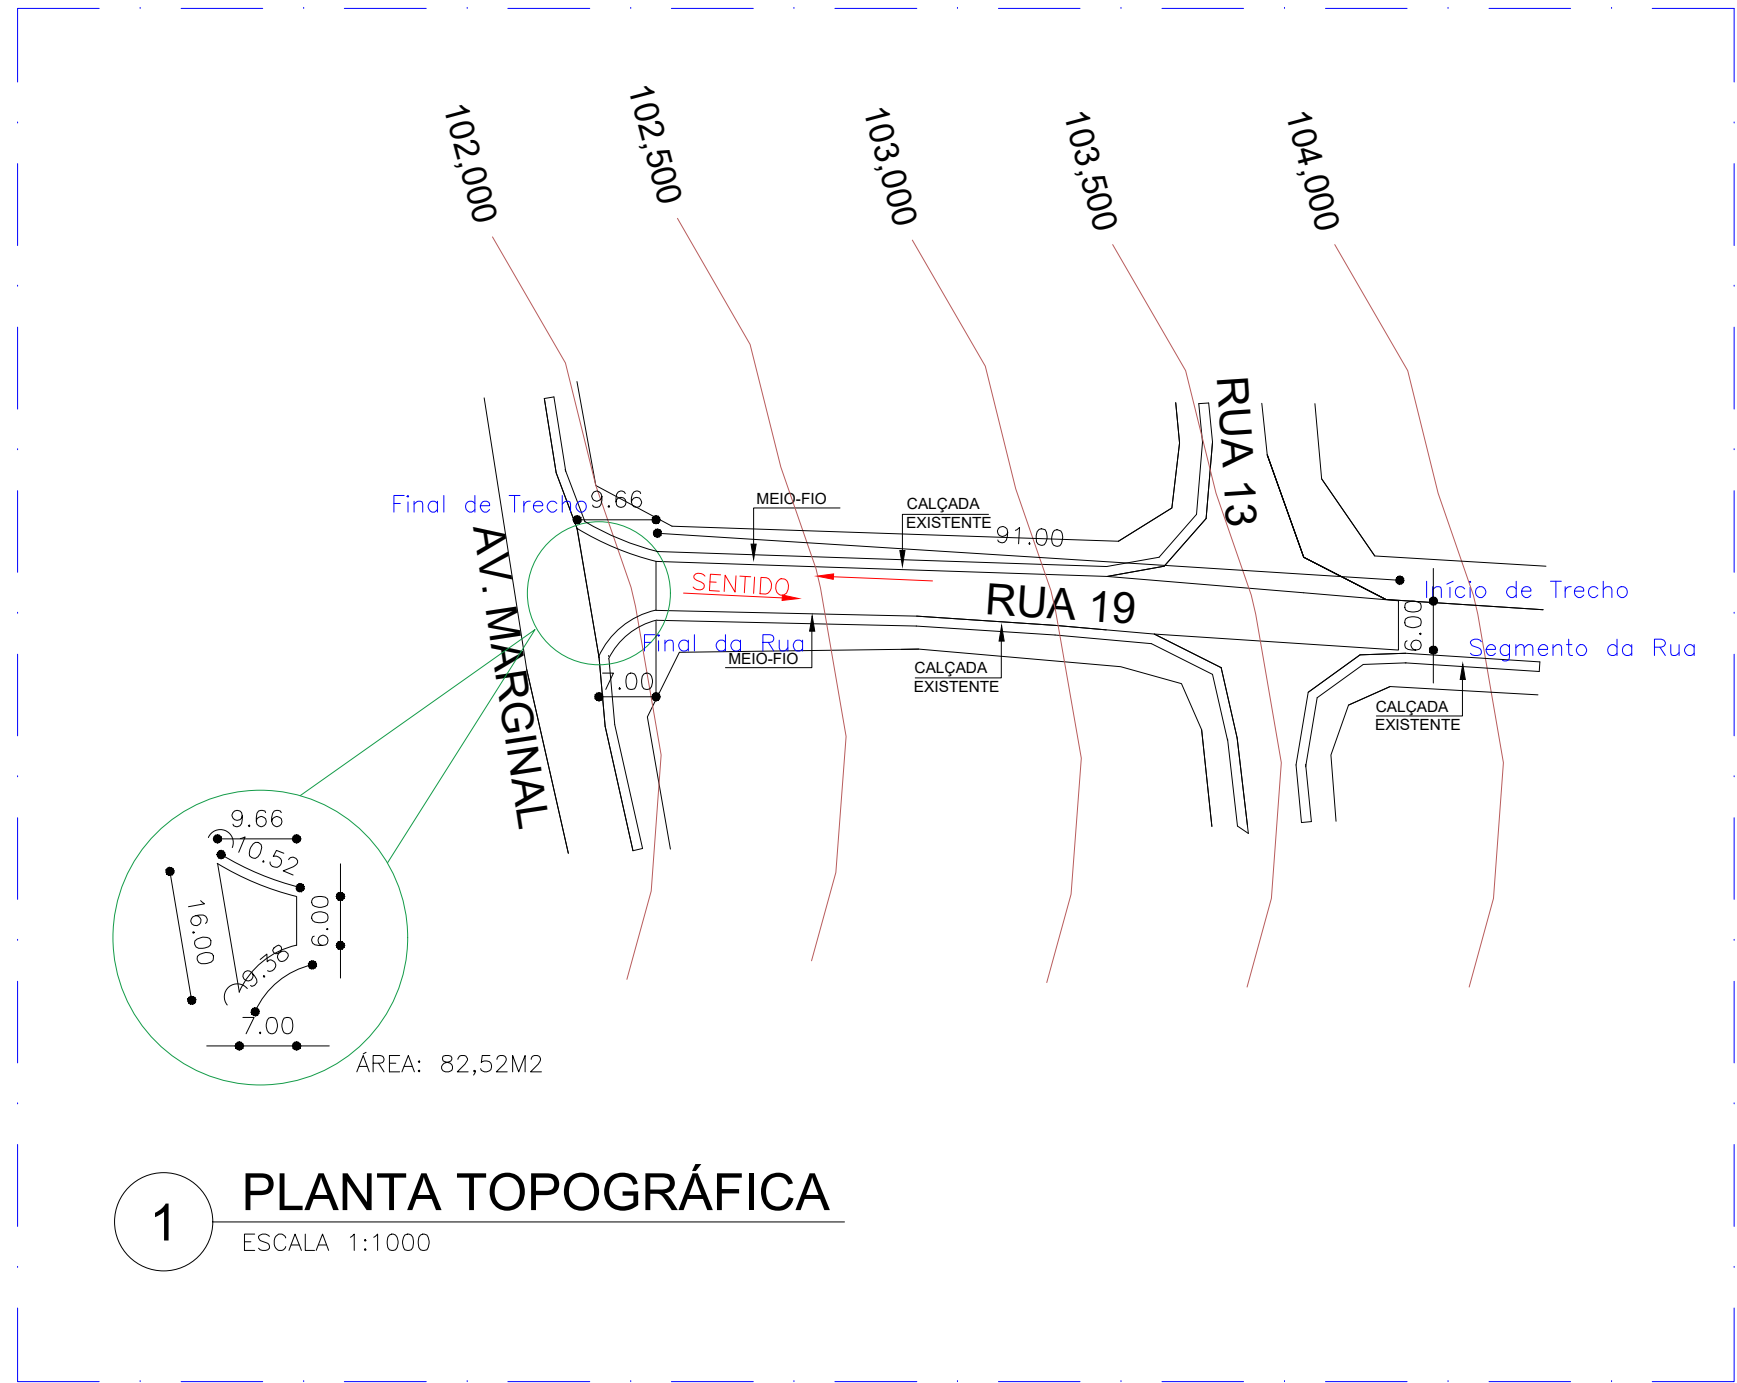 102,000
102,500
103,000
103,500
104,000
RUA 13
Final de Trecho
9.66
MEIO-FIO
CALÇADA
EXISTENTE
91.00
AV. MARGINAL
SENTIDO
RUA 19
Início de Trecho
6.00
Segmento da Rua
Final da Rua
MEIO-FIO
7.00
CALÇADA
EXISTENTE
CALÇADA
EXISTENTE
9.66
10.52
16.00
6.00
9.38
7.00
ÁREA: 82,52M2
1
PLANTA TOPOGRÁFICA
ESCALA 1:1000